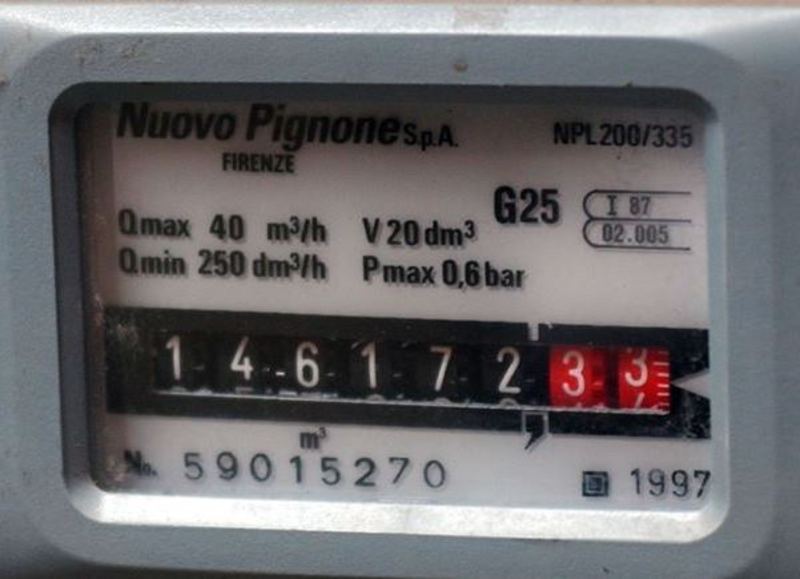 Nuovo Pignone S.p.A. NPL200/335
FIRENZE
G25 I 87
02.005
Qmax 40 m³/h V 20 dm³
Qmin 250 dm³/h Pmax 0,6 bar
1 4 6 1 7 2 3 3
m³
No. 59015270 1997